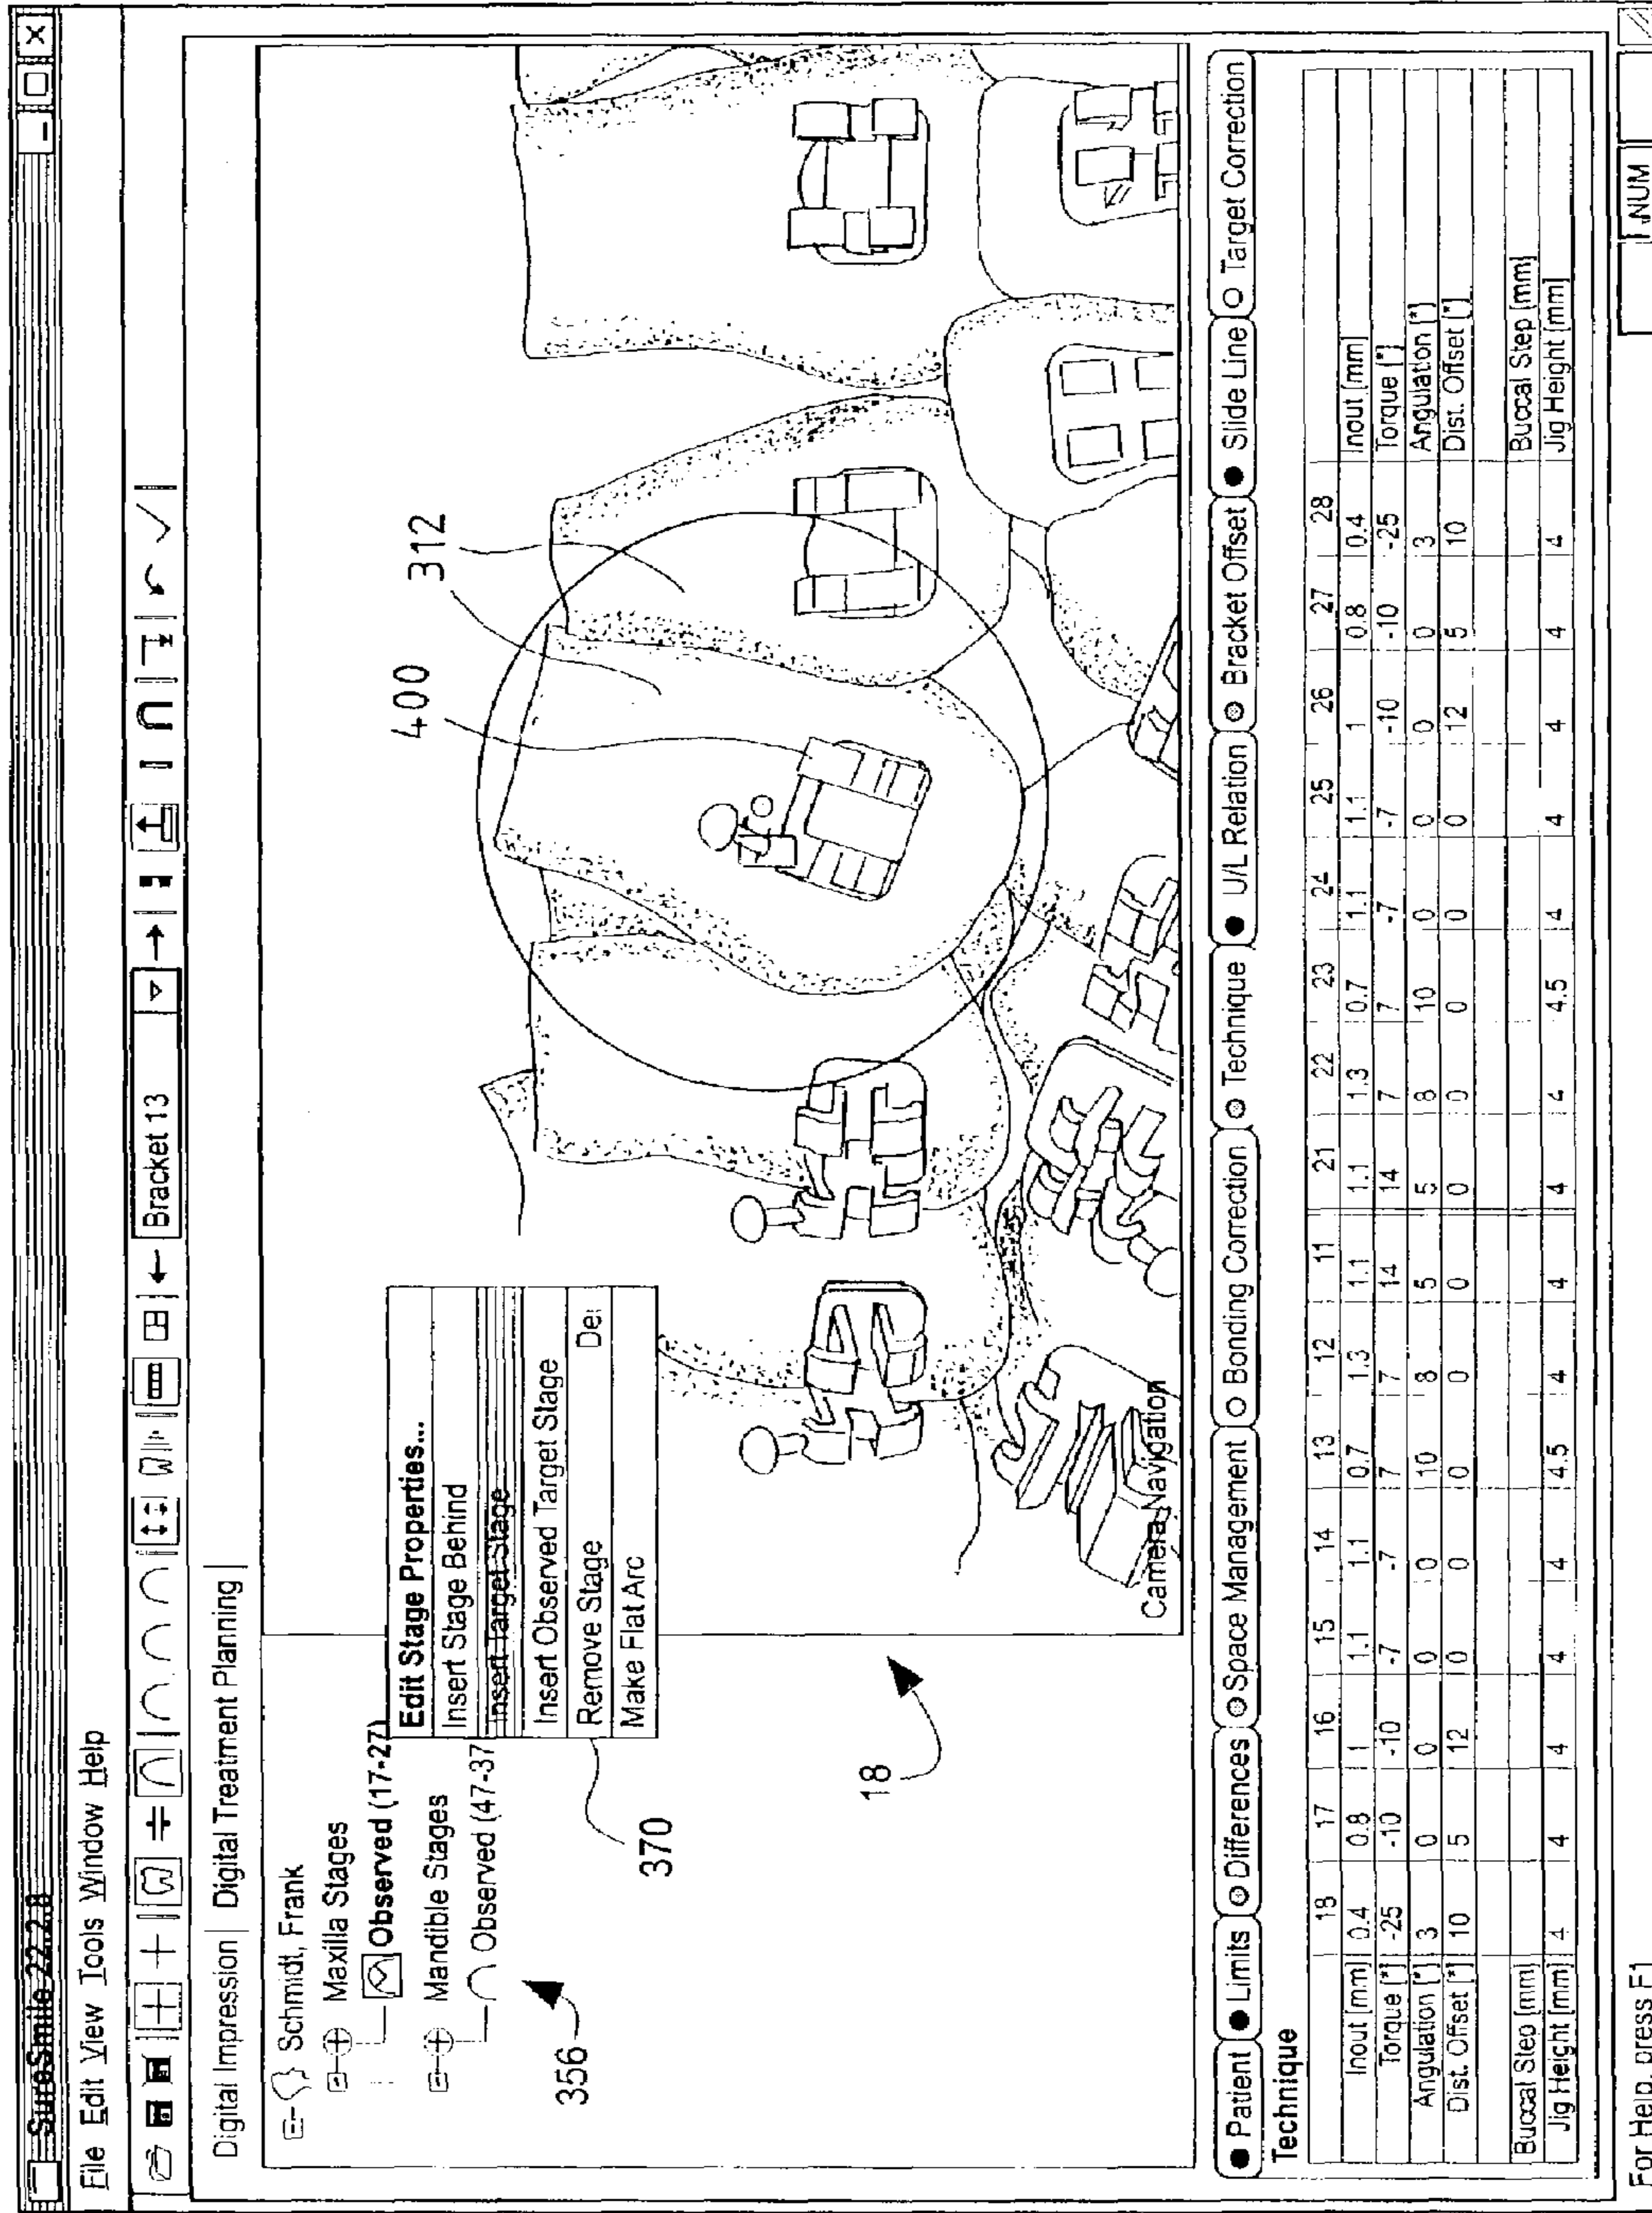 SureSmile 22.2.8
File Edit View Tools Window Help
Bracket 13
Digital Impression Digital Treatment Planning
Schmidt, Frank
Maxilla Stages
Observed (17-27)
Mandible Stages
Observed (47-37
356
370
Edit Stage Properties...
Insert Stage Behind
Insert Target Stage
Insert Observed Target Stage
Remove Stage Del
Make Flat Arc
18
400
312
Camera Navigation
Patient Limits Differences Space Management Bonding Correction Technique U/L Relation Bracket Offset Slide Line Target Correction
Technique
18 17 16 15 14 13 12 11 21 22 23 24 25 26 27 28
Inout [mm] 0.4 0.8 1 1.1 1.1 0.7 1.3 1.1 1.1 1.3 0.7 1.1 1.1 1 0.8 0.4 Inout [mm]
Torque [°] -25 -10 -10 -7 -7 7 7 14 14 7 7 -7 -7 -10 -10 -25 Torque [°]
Angulation [°] 3 0 0 0 0 10 8 5 5 8 10 0 0 0 0 3 Angulation [°]
Dist. Offset [°] 10 5 12 0 0 0 0 0 0 0 0 0 0 12 5 10 Dist. Offset [°]
Buccal Step [mm] Buccal Step [mm]
Jig Height [mm] 4 4 4 4 4 4.5 4 4 4 4 4.5 4 4 4 4 4 Jig Height [mm]
For Help, press F1
NUM